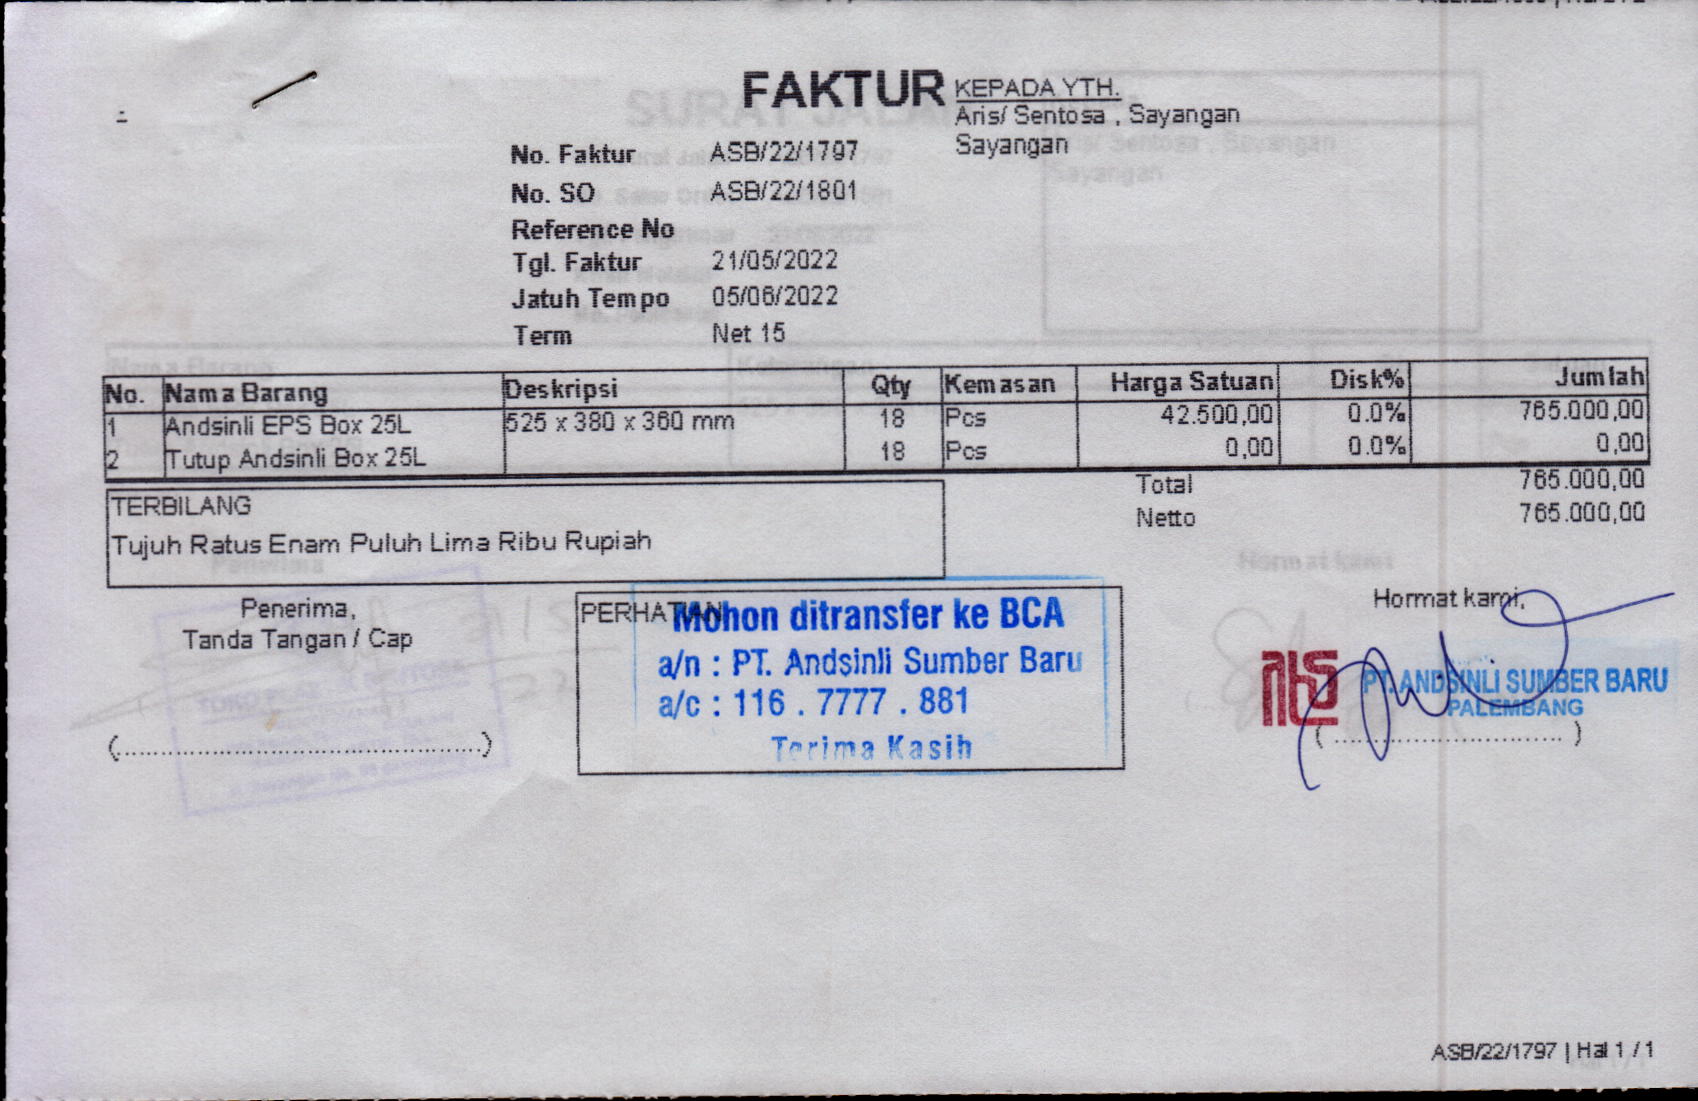 FAKTUR
KEPADA YTH.
Aris/ Sentosa , Sayangan
Sayangan
No. Faktur ASB/22/1797
No. SO ASB/22/1801
Reference No
Tgl. Faktur 21/05/2022
Jatuh Tempo 05/06/2022
Term Net 15
No. Nama Barang Deskripsi Qty Kemasan Harga Satuan Disk% Jumlah
1 Andsinli EPS Box 25L 525 x 380 x 360 mm 18 Pcs 42.500,00 0.0% 765.000,00
2 Tutup Andsinli Box 25L 18 Pcs 0,00 0.0% 0,00
Total 765.000,00
Netto 765.000,00
TERBILANG
Tujuh Ratus Enam Puluh Lima Ribu Rupiah
Penerima,
Tanda Tangan / Cap
(................................................)
PERHATIAN
Mohon ditransfer ke BCA
a/n : PT. Andsinli Sumber Baru
a/c : 116 . 7777 . 881
Terima Kasih
Hormat kami,
PT. ANDSINLI SUMBER BARU
PALEMBANG
( .............................. )
ASB/22/1797 | Hal 1 / 1